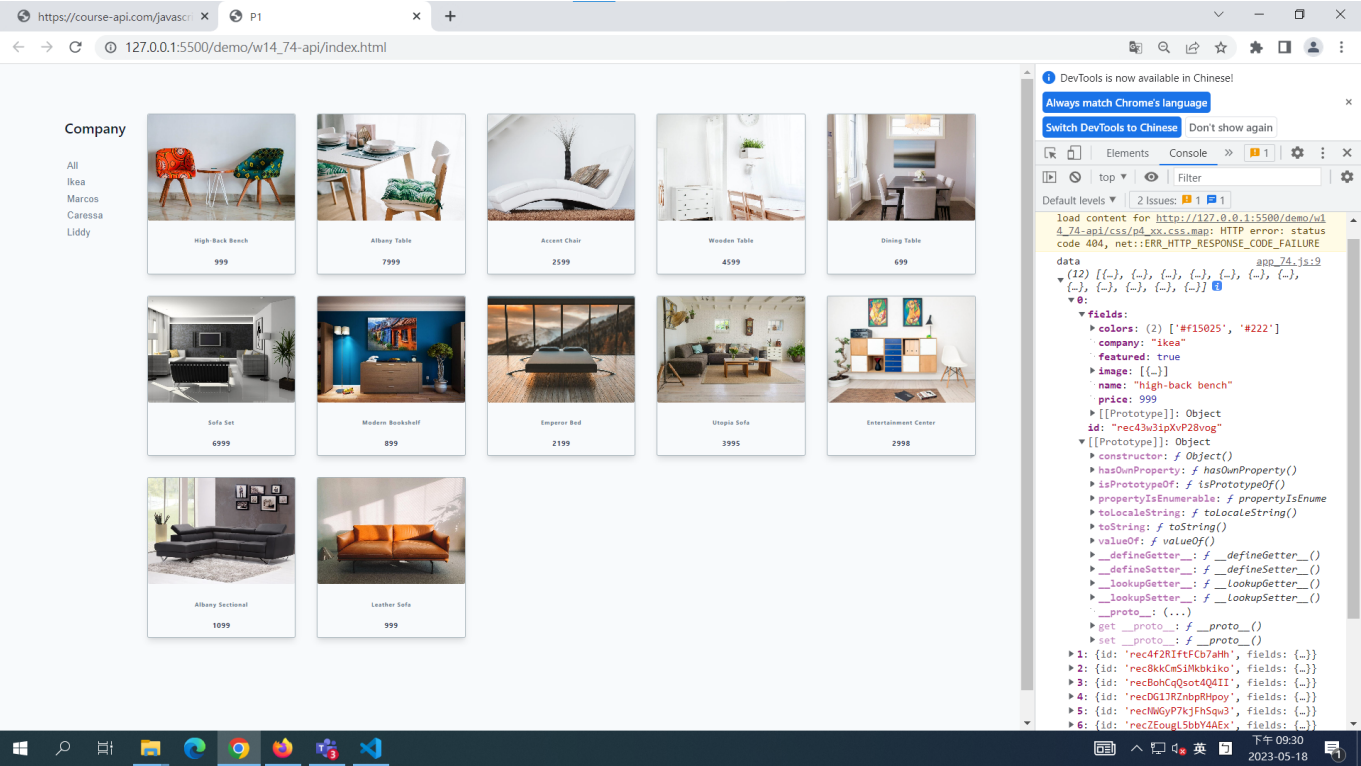 https://course-api.com/javascri
P1
127.0.0.1:5500/demo/w14_74-api/index.html
Company
All
Ikea
Marcos
Caressa
Liddy
High-Back Bench
999
Albany Table
7999
Accent Chair
2599
Wooden Table
4599
Dining Table
699
Sofa Set
6999
Modern Bookshelf
899
Emperor Bed
2199
Utopia Sofa
3995
Entertainment Center
2998
Albany Sectional
1099
Leather Sofa
999
DevTools is now available in Chinese!
Always match Chrome's language
Switch DevTools to Chinese Don't show again
Elements Console » 1
top Filter
Default levels 2 Issues: 1 1
load content for http://127.0.0.1:5500/demo/w1
4_74-api/css/p4_xx.css.map: HTTP error: status
code 404, net::ERR_HTTP_RESPONSE_CODE_FAILURE
data app_74.js:9
(12) [{…}, {…}, {…}, {…}, {…}, {…}, {…},
{…}, {…}, {…}, {…}, {…}]
0:
fields:
colors: (2) ['#f15025', '#222']
company: "ikea"
featured: true
image: [{…}]
name: "high-back bench"
price: 999
[[Prototype]]: Object
id: "rec43w3ipXvP28vog"
[[Prototype]]: Object
constructor: ƒ Object()
hasOwnProperty: ƒ hasOwnProperty()
isPrototypeOf: ƒ isPrototypeOf()
propertyIsEnumerable: ƒ propertyIsEnume
toLocaleString: ƒ toLocaleString()
toString: ƒ toString()
valueOf: ƒ valueOf()
__defineGetter__: ƒ __defineGetter__()
__defineSetter__: ƒ __defineSetter__()
__lookupGetter__: ƒ __lookupGetter__()
__lookupSetter__: ƒ __lookupSetter__()
__proto__: (...)
get __proto__: ƒ __proto__()
set __proto__: ƒ __proto__()
1: {id: 'rec4f2RIftFCb7aHh', fields: {…}}
2: {id: 'rec8kkCmSiMkbkiko', fields: {…}}
3: {id: 'recBohCqQsot4Q4II', fields: {…}}
4: {id: 'recDG1JRZnbpRHpoy', fields: {…}}
5: {id: 'recNWGyP7kjFhSqw3', fields: {…}}
6: {id: 'recZEougL5bbY4AEx', fields: {…}}
3
英
下午 09:30
2023-05-18
1